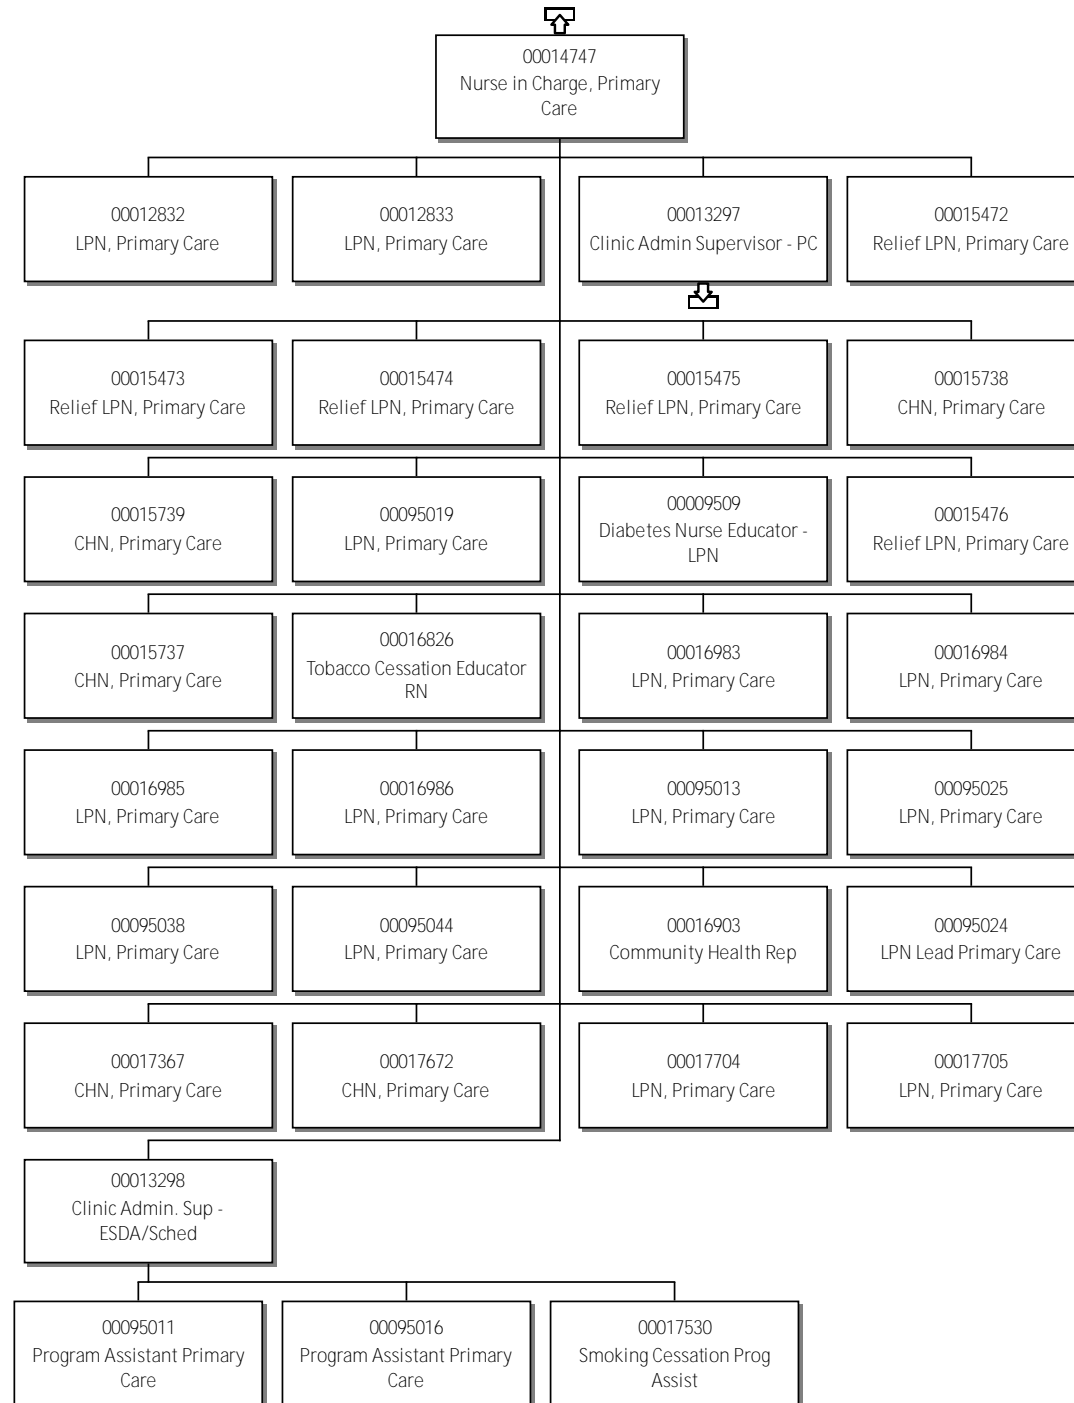 00014747
Nurse in Charge, Primary
Care
00012832
LPN, Primary Care
00012833
LPN, Primary Care
00013297
Clinic Admin Supervisor - PC
00015472
Relief LPN, Primary Care
00015473
Relief LPN, Primary Care
00015474
Relief LPN, Primary Care
00015475
Relief LPN, Primary Care
00015738
CHN, Primary Care
00015739
CHN, Primary Care
00095019
LPN, Primary Care
00009509
Diabetes Nurse Educator -
LPN
00015476
Relief LPN, Primary Care
00015737
CHN, Primary Care
00016826
Tobacco Cessation Educator
RN
00016983
LPN, Primary Care
00016984
LPN, Primary Care
00016985
LPN, Primary Care
00016986
LPN, Primary Care
00095013
LPN, Primary Care
00095025
LPN, Primary Care
00095038
LPN, Primary Care
00095044
LPN, Primary Care
00016903
Community Health Rep
00095024
LPN Lead Primary Care
00017367
CHN, Primary Care
00017672
CHN, Primary Care
00017704
LPN, Primary Care
00017705
LPN, Primary Care
00013298
Clinic Admin. Sup -
ESDA/Sched
00095011
Program Assistant Primary
Care
00095016
Program Assistant Primary
Care
00017530
Smoking Cessation Prog
Assist